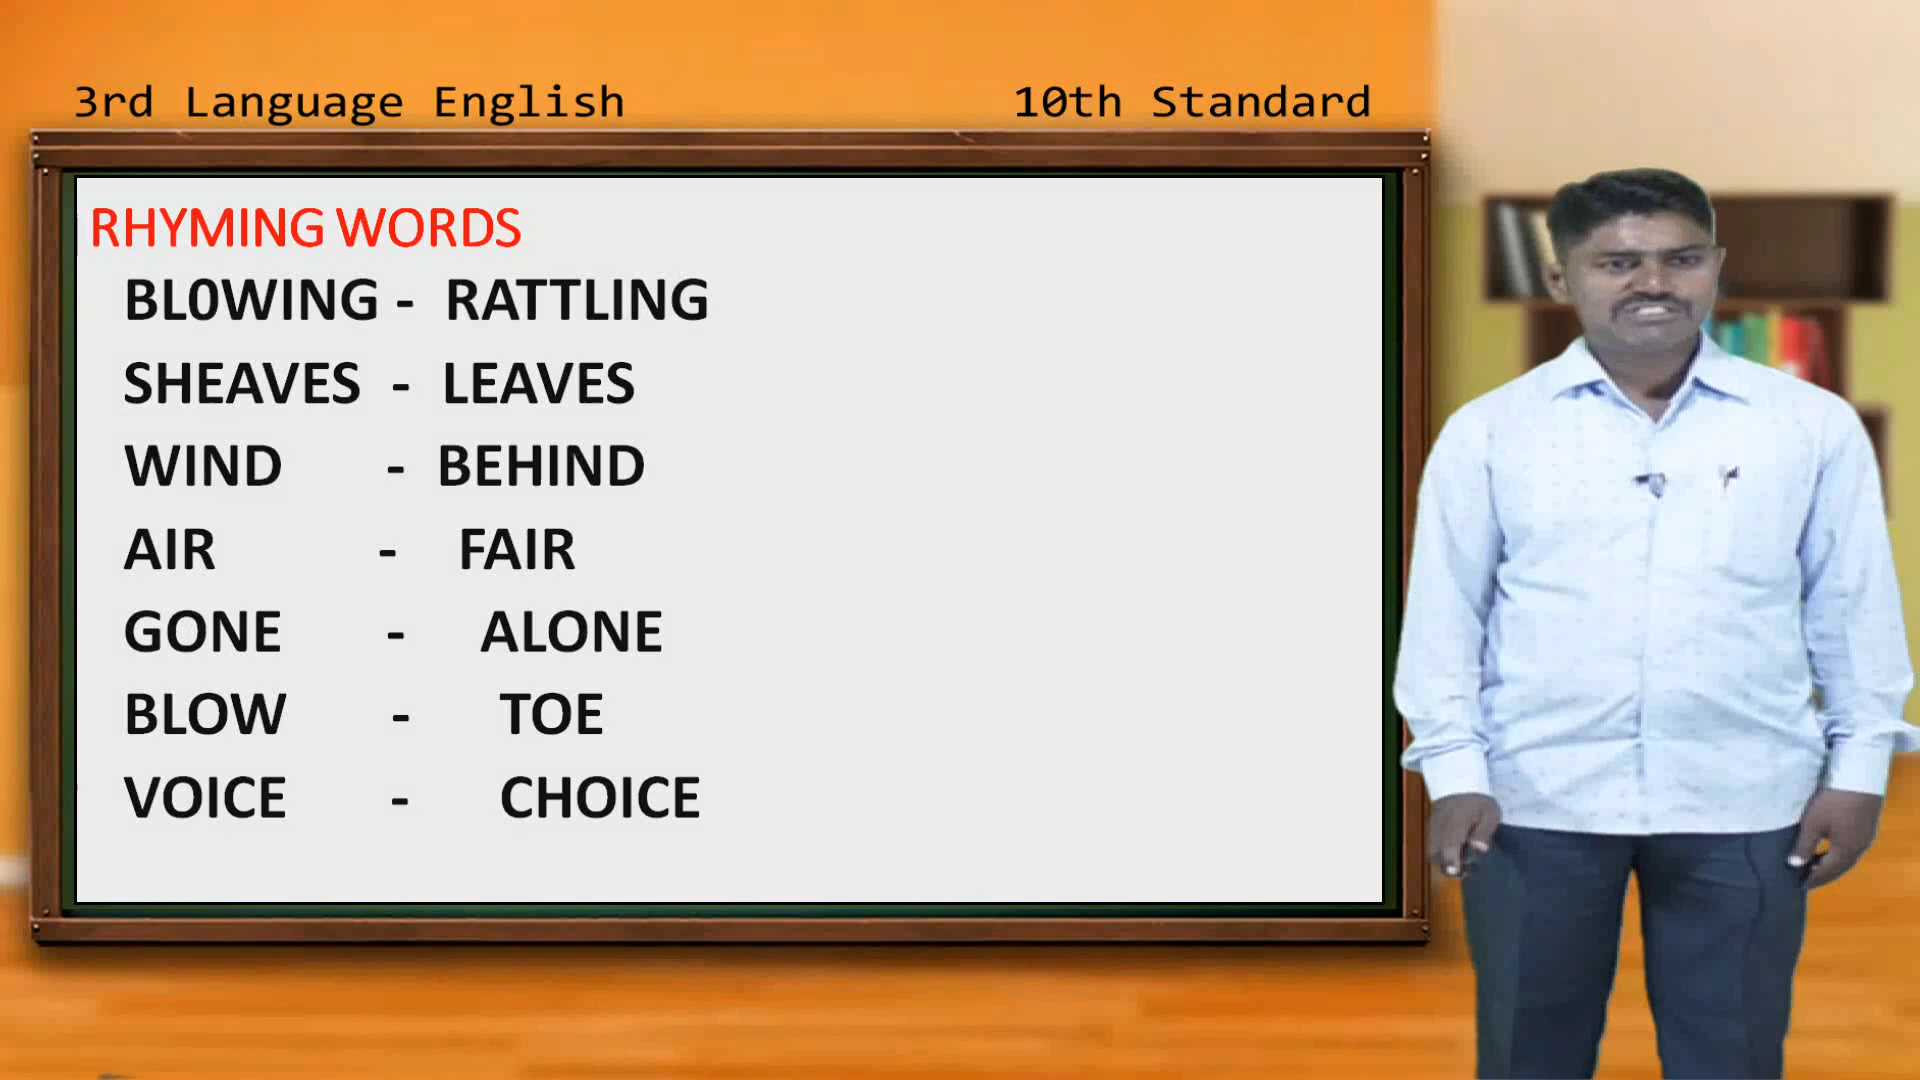 3rd Language English 10th Standard
RHYMING WORDS
BL0WING - RATTLING
SHEAVES - LEAVES
WIND - BEHIND
AIR - FAIR
GONE - ALONE
BLOW - TOE
VOICE - CHOICE